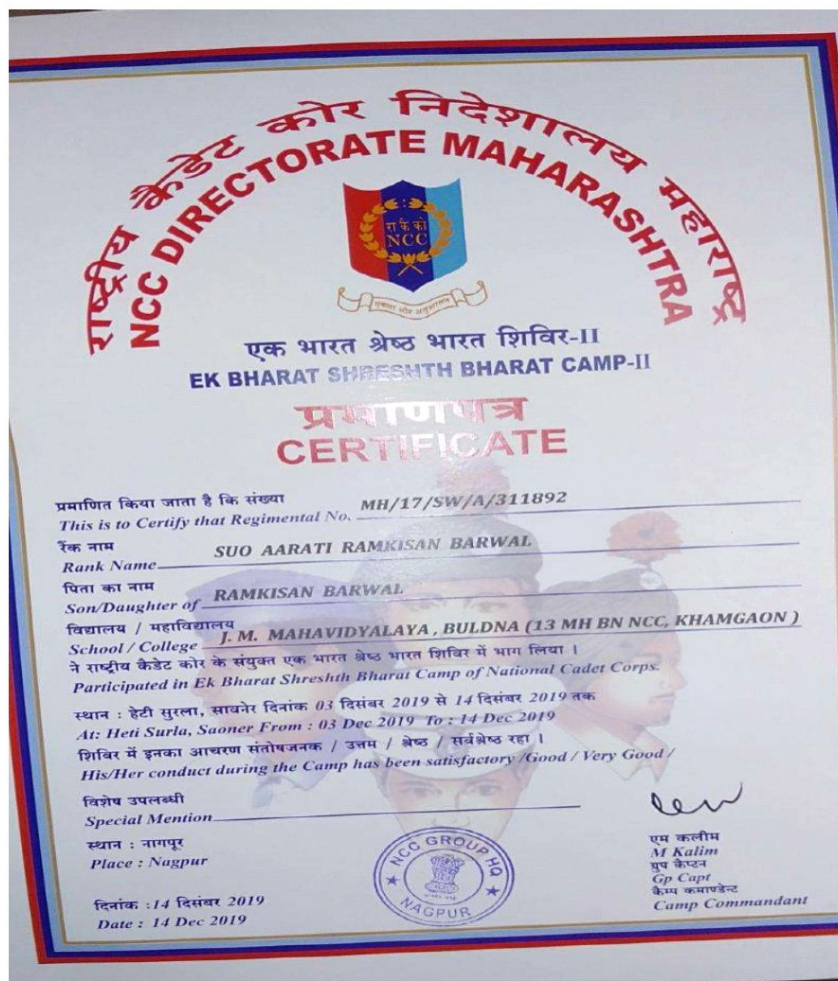 राष्ट्रीय कैडेट कोर निदेशालय महाराष्ट्र
NCC DIRECTORATE MAHARASHTRA
रा कै को
NCC
एकता और अनुशासन
एक भारत श्रेष्ठ भारत शिविर-II
EK BHARAT SHRESHTH BHARAT CAMP-II
प्रमाणपत्र
CERTIFICATE
प्रमाणित किया जाता है कि संख्या
This is to Certify that Regimental No. MH/17/SW/A/311892
रैंक नाम
Rank Name SUO AARATI RAMKISAN BARWAL
पिता का नाम
Son/Daughter of RAMKISAN BARWAL
विद्यालय / महाविद्यालय
School / College J. M. MAHAVIDYALAYA , BULDNA (13 MH BN NCC, KHAMGAON )
ने राष्ट्रीय कैडेट कोर के संयुक्त एक भारत श्रेष्ठ भारत शिविर में भाग लिया ।
Participated in Ek Bharat Shreshth Bharat Camp of National Cadet Corps.
स्थान : हेटी सुरला, सावनेर दिनांक 03 दिसंबर 2019 से 14 दिसंबर 2019 तक
At: Heti Surla, Saoner From : 03 Dec 2019 To : 14 Dec 2019
शिविर में इनका आचरण संतोषजनक / उत्तम / श्रेष्ठ / सर्वश्रेष्ठ रहा ।
His/Her conduct during the Camp has been satisfactory /Good / Very Good /
विशेष उपलब्धी
Special Mention
स्थान : नागपूर
Place : Nagpur
दिनांक :14 दिसंबर 2019
Date : 14 Dec 2019
NCC GROUP HQ
NAGPUR
एम कलीम
M Kalim
ग्रुप कैप्टन
Gp Capt
कैम्प कमाण्डेन्ट
Camp Commandant